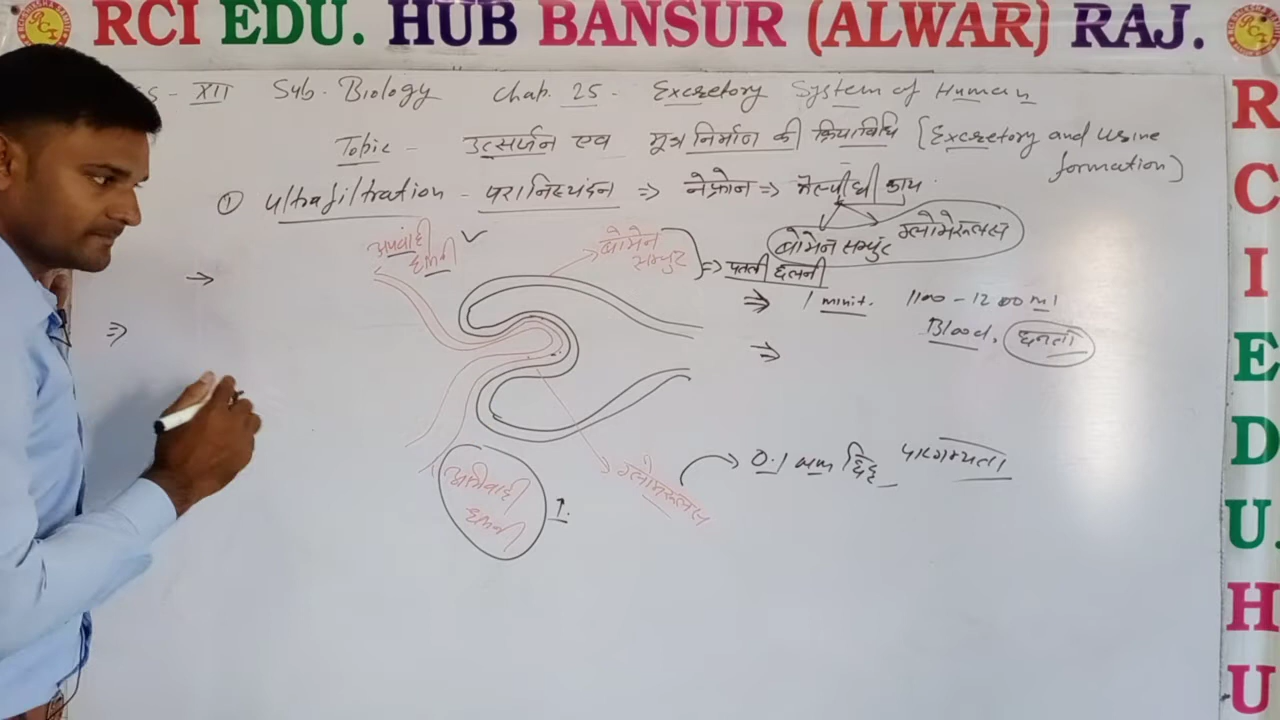 RCI EDU. HUB BANSUR (ALWAR) RAJ.
XII Sub. Biology Chap. 25. Excretory System of Human
Topic - उत्सर्जन एव मूत्र निर्माण की क्रियाविधि [Excretory and urine
formation]
① Ultrafiltration - परानिस्यंदन ⇒ नेफ्रोन ⇒ मेल्पीघी काय
बोमेन सम्पुट ग्लोमेरूलस
अपवाही
धमनी ✓
बोमेन
सम्पुट
⇒ पतली छलनी
→
⇒
⇒ 1 minit. 1100 - 1200 ml
Blood, छनता
⇒
→ 0.1 छिद्र पारगम्यता
अभिवाही
धमनी
↑.
ग्लोमेरूलस
R
C
I
E
D
U.
H
U